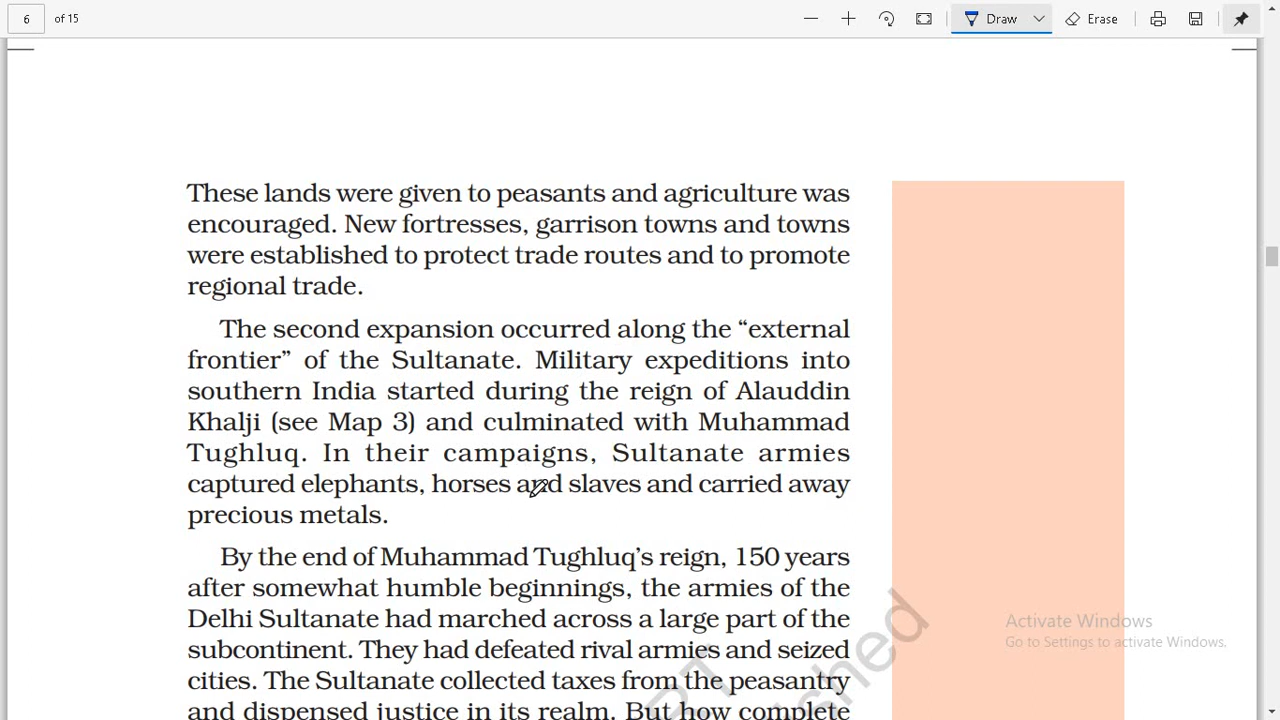 6 of 15 Draw Erase
These lands were given to peasants and agriculture was
encouraged. New fortresses, garrison towns and towns
were established to protect trade routes and to promote
regional trade.
The second expansion occurred along the “external
frontier” of the Sultanate. Military expeditions into
southern India started during the reign of Alauddin
Khalji (see Map 3) and culminated with Muhammad
Tughluq. In their campaigns, Sultanate armies
captured elephants, horses and slaves and carried away
precious metals.
By the end of Muhammad Tughluq’s reign, 150 years
after somewhat humble beginnings, the armies of the
Delhi Sultanate had marched across a large part of the
subcontinent. They had defeated rival armies and seized
cities. The Sultanate collected taxes from the peasantry
and dispensed justice in its realm. But how complete
Activate Windows
Go to Settings to activate Windows.